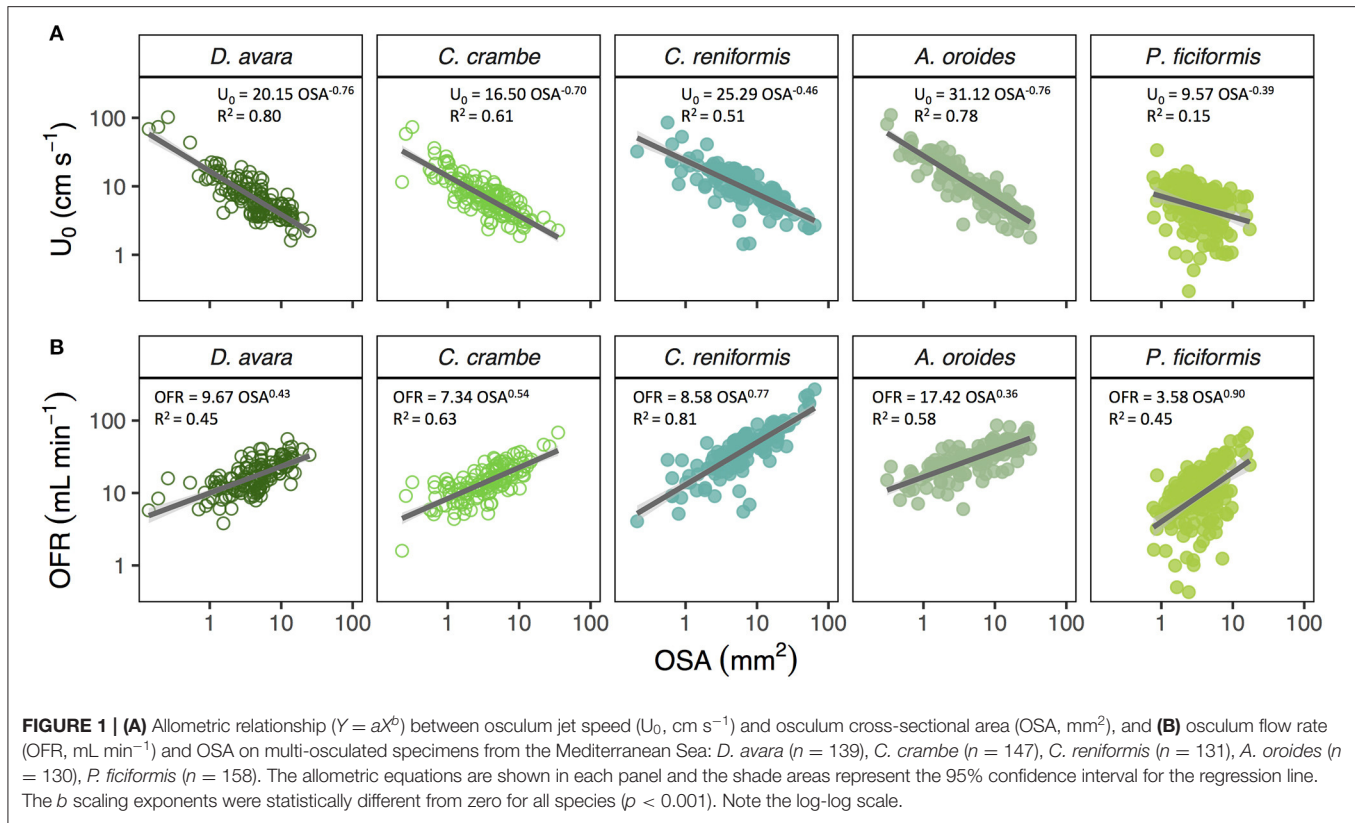 A
D. avara C. crambe C. reniformis A. oroides P. ficiformis
U₀ = 20.15 OSA⁻⁰·⁷⁶ U₀ = 16.50 OSA⁻⁰·⁷⁰ U₀ = 25.29 OSA⁻⁰·⁴⁶ U₀ = 31.12 OSA⁻⁰·⁷⁶ U₀ = 9.57 OSA⁻⁰·³⁹
R² = 0.80 R² = 0.61 R² = 0.51 R² = 0.78 R² = 0.15
U₀ (cm s⁻¹)
100
10
1
B
D. avara C. crambe C. reniformis A. oroides P. ficiformis
OFR = 9.67 OSA⁰·⁴³ OFR = 7.34 OSA⁰·⁵⁴ OFR = 8.58 OSA⁰·⁷⁷ OFR = 17.42 OSA⁰·³⁶ OFR = 3.58 OSA⁰·⁹⁰
R² = 0.45 R² = 0.63 R² = 0.81 R² = 0.58 R² = 0.45
OFR (mL min⁻¹)
100
10
1
1 10 100 1 10 100 1 10 100 1 10 100 1 10 100
OSA (mm²)
FIGURE 1 | (A) Allometric relationship (Y = aXᵇ) between osculum jet speed (U₀, cm s⁻¹) and osculum cross-sectional area (OSA, mm²), and (B) osculum flow rate
(OFR, mL min⁻¹) and OSA on multi-osculated specimens from the Mediterranean Sea: D. avara (n = 139), C. crambe (n = 147), C. reniformis (n = 131), A. oroides (n
= 130), P. ficiformis (n = 158). The allometric equations are shown in each panel and the shade areas represent the 95% confidence interval for the regression line.
The b scaling exponents were statistically different from zero for all species (p < 0.001). Note the log-log scale.